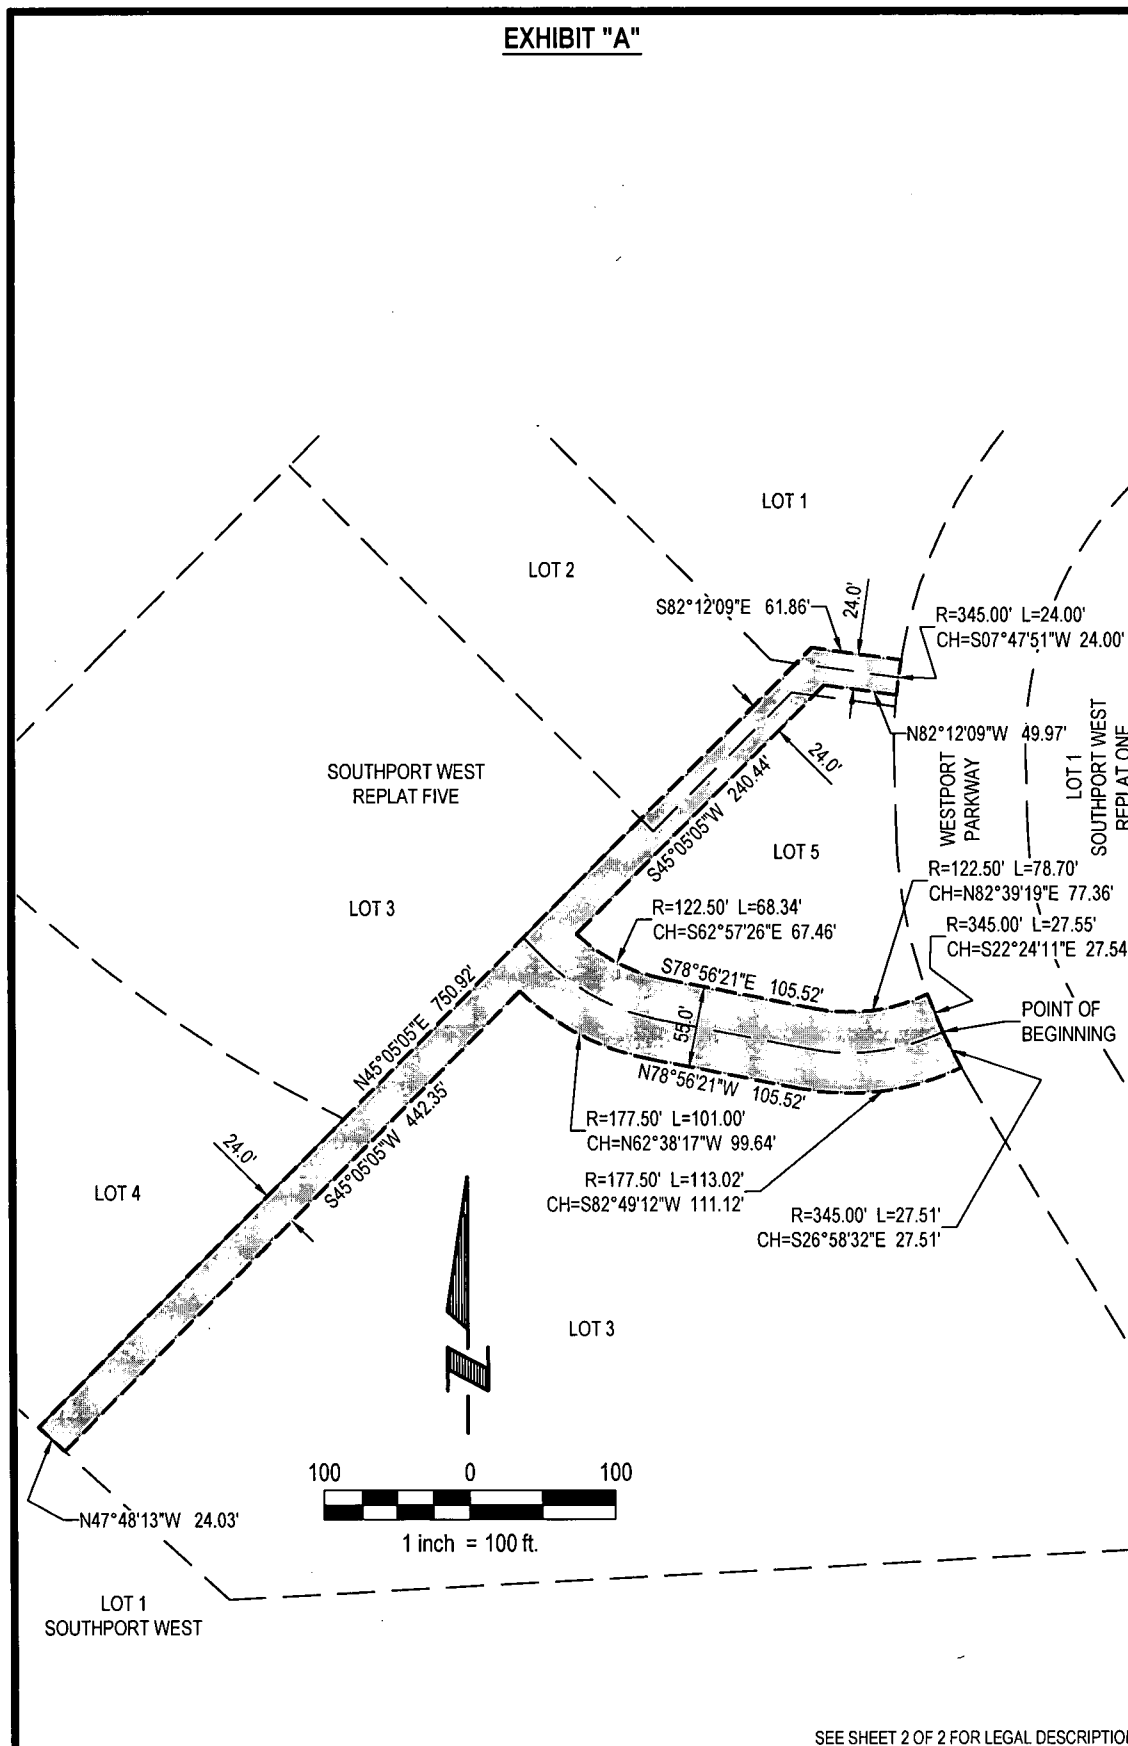 EXHIBIT "A"
LOT 1
LOT 2
S82°12'09"E 61.86'
24.0'
R=345.00' L=24.00'
CH=S07°47'51"W 24.00'
N82°12'09"W 49.97'
24.0'
SOUTHPORT WEST
REPLAT FIVE
S45°05'05"W 240.44'
WESTPORT
PARKWAY
LOT 1
SOUTHPORT WEST
REPLAT ONE
LOT 5
R=122.50' L=78.70'
CH=N82°39'19"E 77.36'
LOT 3
R=122.50' L=68.34'
CH=S62°57'26"E 67.46'
R=345.00' L=27.55'
CH=S22°24'11"E 27.54
S78°56'21"E 105.52'
N45°05'05"E 750.92'
55.0'
POINT OF
BEGINNING
N78°56'21"W 105.52'
S45°05'05"W 442.35'
R=177.50' L=101.00'
CH=N62°38'17"W 99.64'
24.0'
LOT 4
R=177.50' L=113.02'
CH=S82°49'12"W 111.12'
R=345.00' L=27.51'
CH=S26°58'32"E 27.51'
LOT 3
100 0 100
1 inch = 100 ft.
N47°48'13"W 24.03'
LOT 1
SOUTHPORT WEST
SEE SHEET 2 OF 2 FOR LEGAL DESCRIPTION